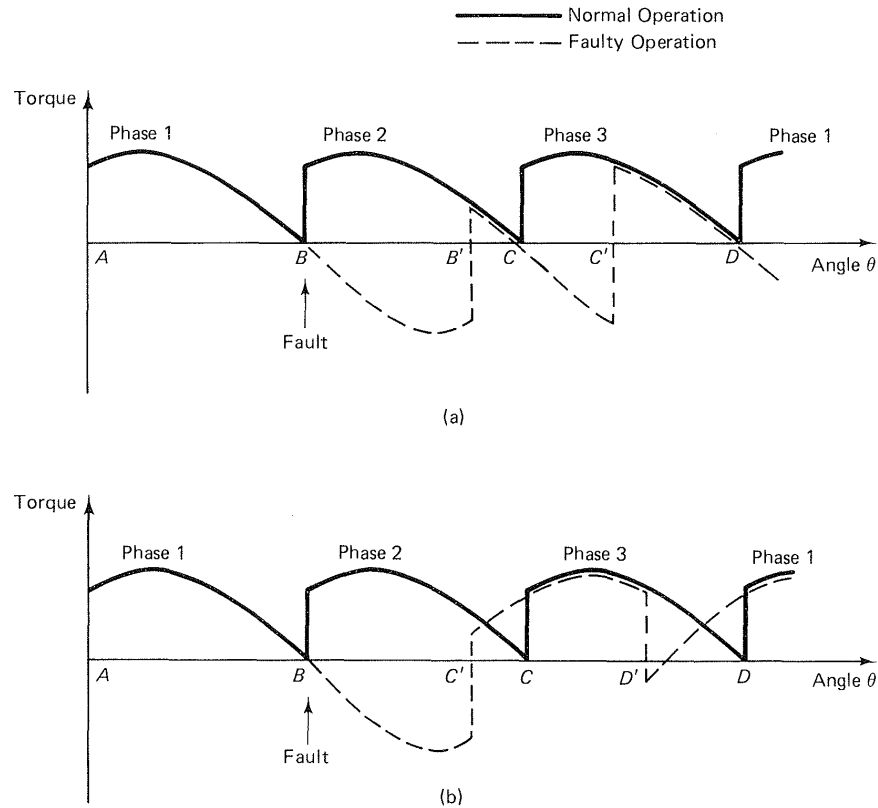 Normal Operation
Faulty Operation
Torque
Phase 1
Phase 2
Phase 3
Phase 1
A
B
B'
C
C'
D
Angle θ
Fault
(a)
Torque
Phase 1
Phase 2
Phase 3
Phase 1
A
B
C'
C
D'
D
Angle θ
Fault
(b)